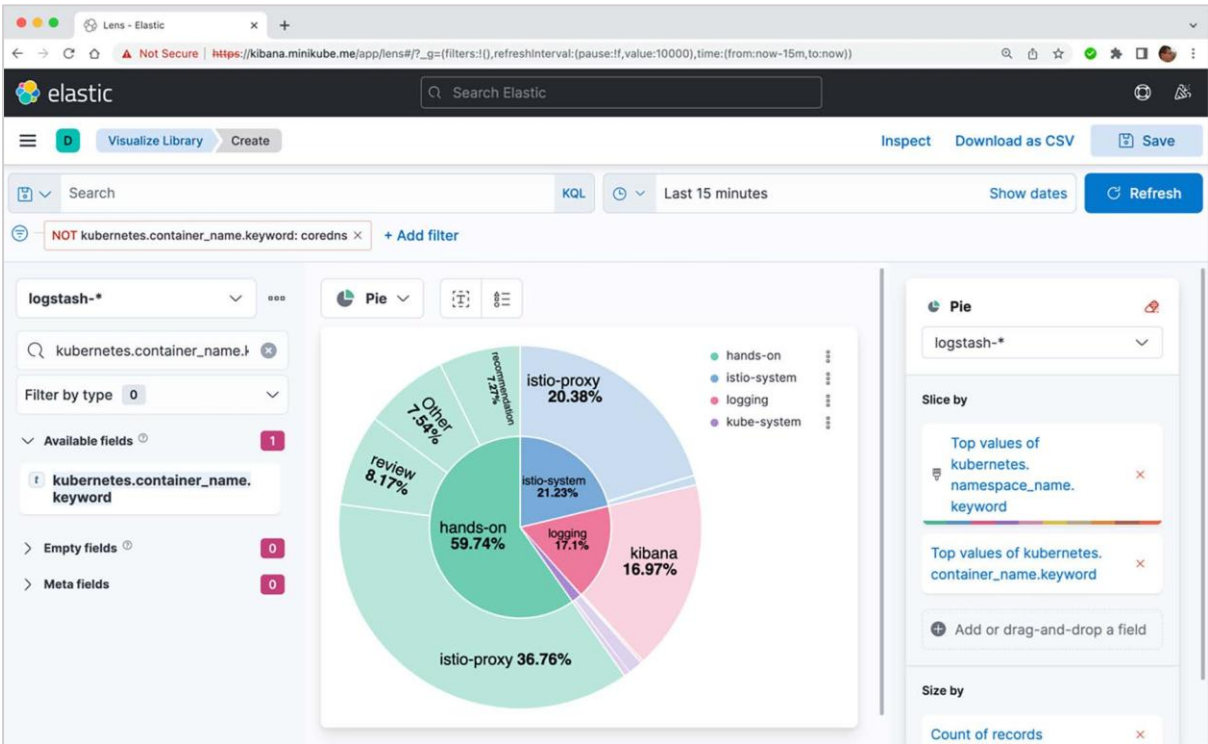 Lens - Elastic
Not Secure | https://kibana.minikube.me/app/lens#/?_g=(filters:!(),refreshInterval:(pause:!f,value:10000),time:(from:now-15m,to:now))
elastic
Search Elastic
D
Visualize Library
Create
Inspect
Download as CSV
Save
Search
KQL
Last 15 minutes
Show dates
Refresh
NOT kubernetes.container_name.keyword: coredns ×
+ Add filter
logstash-*
kubernetes.container_name.k
Filter by type 0
Available fields
1
t kubernetes.container_name.
keyword
Empty fields
0
Meta fields
0
Pie
recommendation
7.27%
Other
7.54%
review
8.17%
istio-proxy
20.38%
istio-system
21.23%
hands-on
59.74%
logging
17.1%
kibana
16.97%
istio-proxy 36.76%
hands-on
istio-system
logging
kube-system
Pie
logstash-*
Slice by
Top values of
kubernetes.
namespace_name.
keyword
Top values of kubernetes.
container_name.keyword
Add or drag-and-drop a field
Size by
Count of records